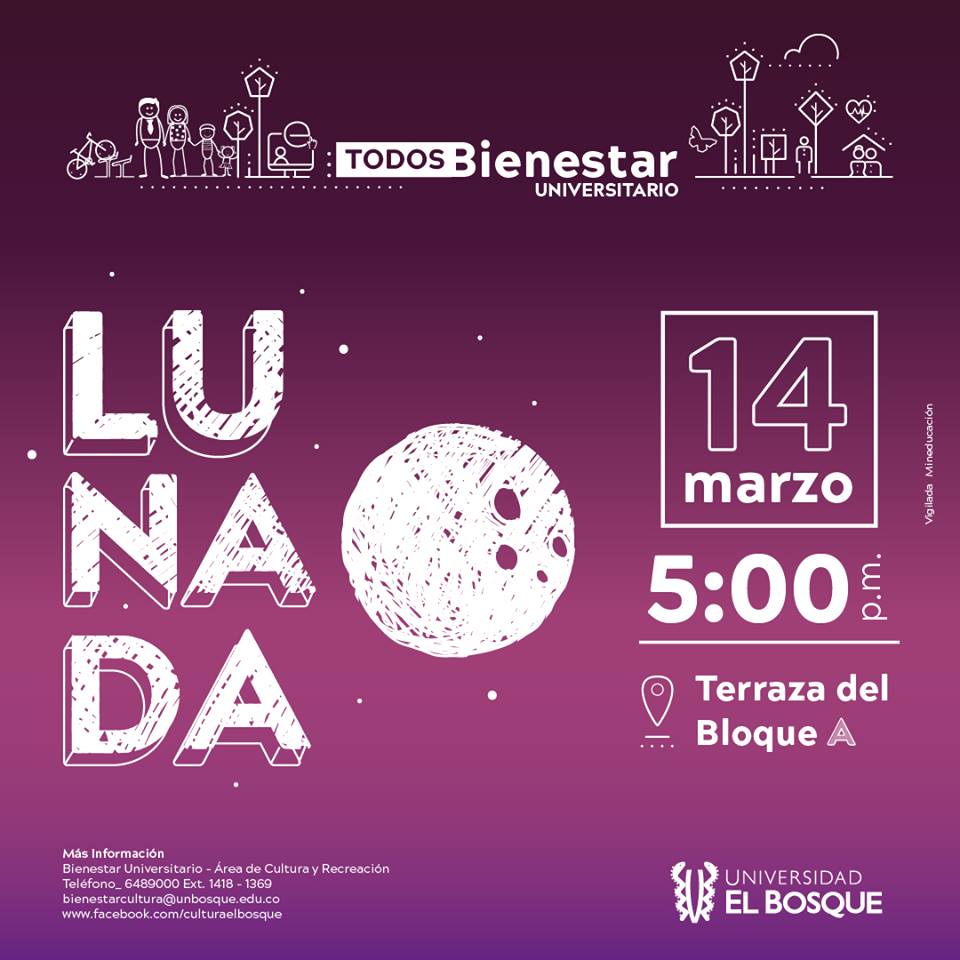 TODOS Bienestar
UNIVERSITARIO
LU
NA
DA
14
marzo
5:00 p.m.
Terraza del
Bloque A
Vigilada Mineducación
Más Información
Bienestar Universitario - Área de Cultura y Recreación
Teléfono_ 6489000 Ext. 1418 - 1369
bienestarcultura@unbosque.edu.co
www.facebook.com/culturaelbosque
UNIVERSIDAD
EL BOSQUE